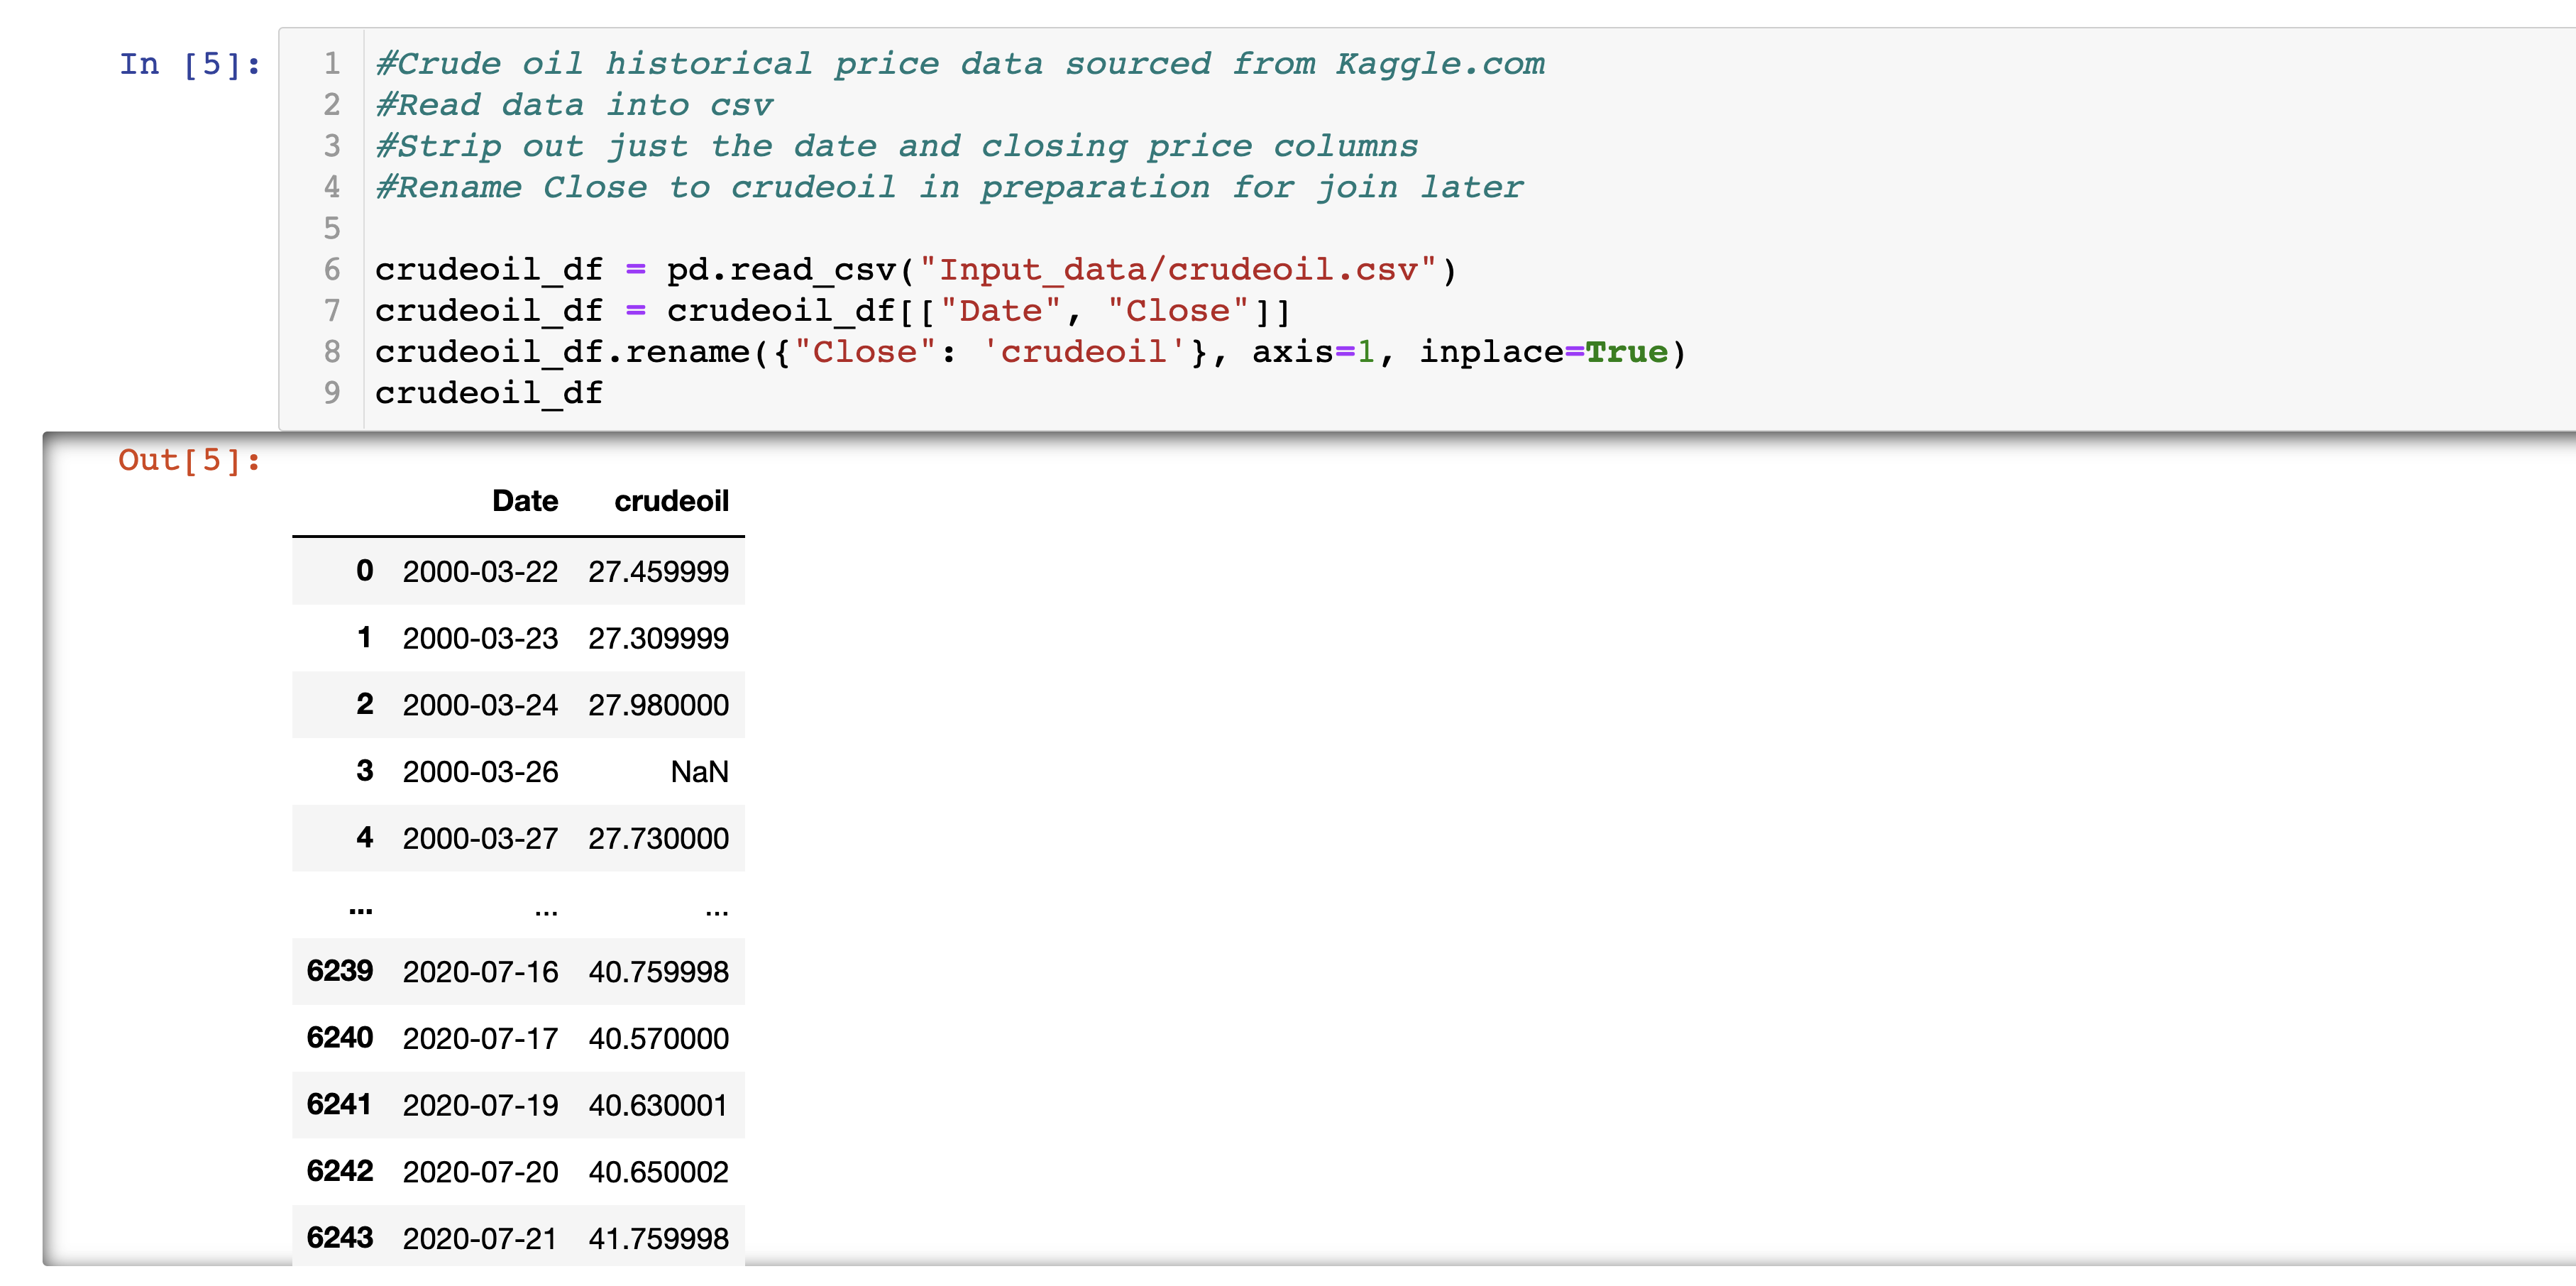 In [5]:
1 #Crude oil historical price data sourced from Kaggle.com
2 #Read data into csv
3 #Strip out just the date and closing price columns
4 #Rename Close to crudeoil in preparation for join later
5
6 crudeoil_df = pd.read_csv("Input_data/crudeoil.csv")
7 crudeoil_df = crudeoil_df[["Date", "Close"]]
8 crudeoil_df.rename({"Close": 'crudeoil'}, axis=1, inplace=True)
9 crudeoil_df
Out[5]:
Date crudeoil
0 2000-03-22 27.459999
1 2000-03-23 27.309999
2 2000-03-24 27.980000
3 2000-03-26 NaN
4 2000-03-27 27.730000
... ... ...
6239 2020-07-16 40.759998
6240 2020-07-17 40.570000
6241 2020-07-19 40.630001
6242 2020-07-20 40.650002
6243 2020-07-21 41.759998